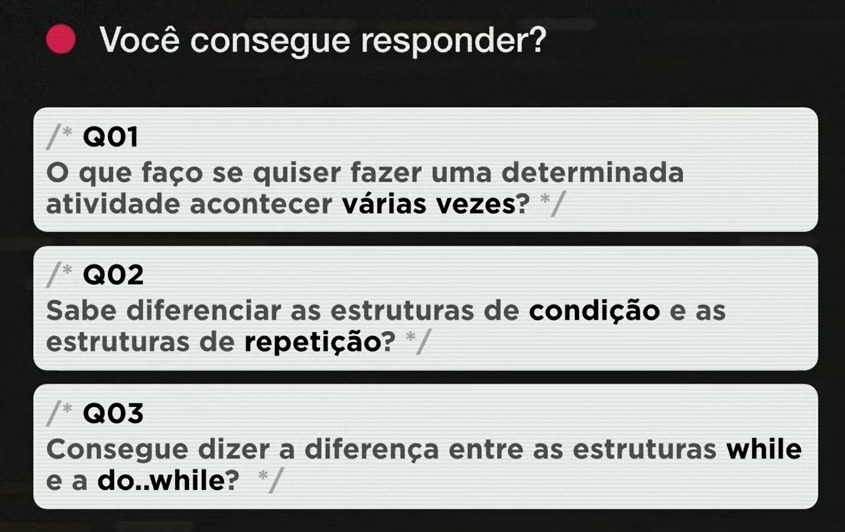 Você consegue responder?
/* Q01
O que faço se quiser fazer uma determinada
atividade acontecer várias vezes? */
/* Q02
Sabe diferenciar as estruturas de condição e as
estruturas de repetição? */
/* Q03
Consegue dizer a diferença entre as estruturas while
e a do..while? */